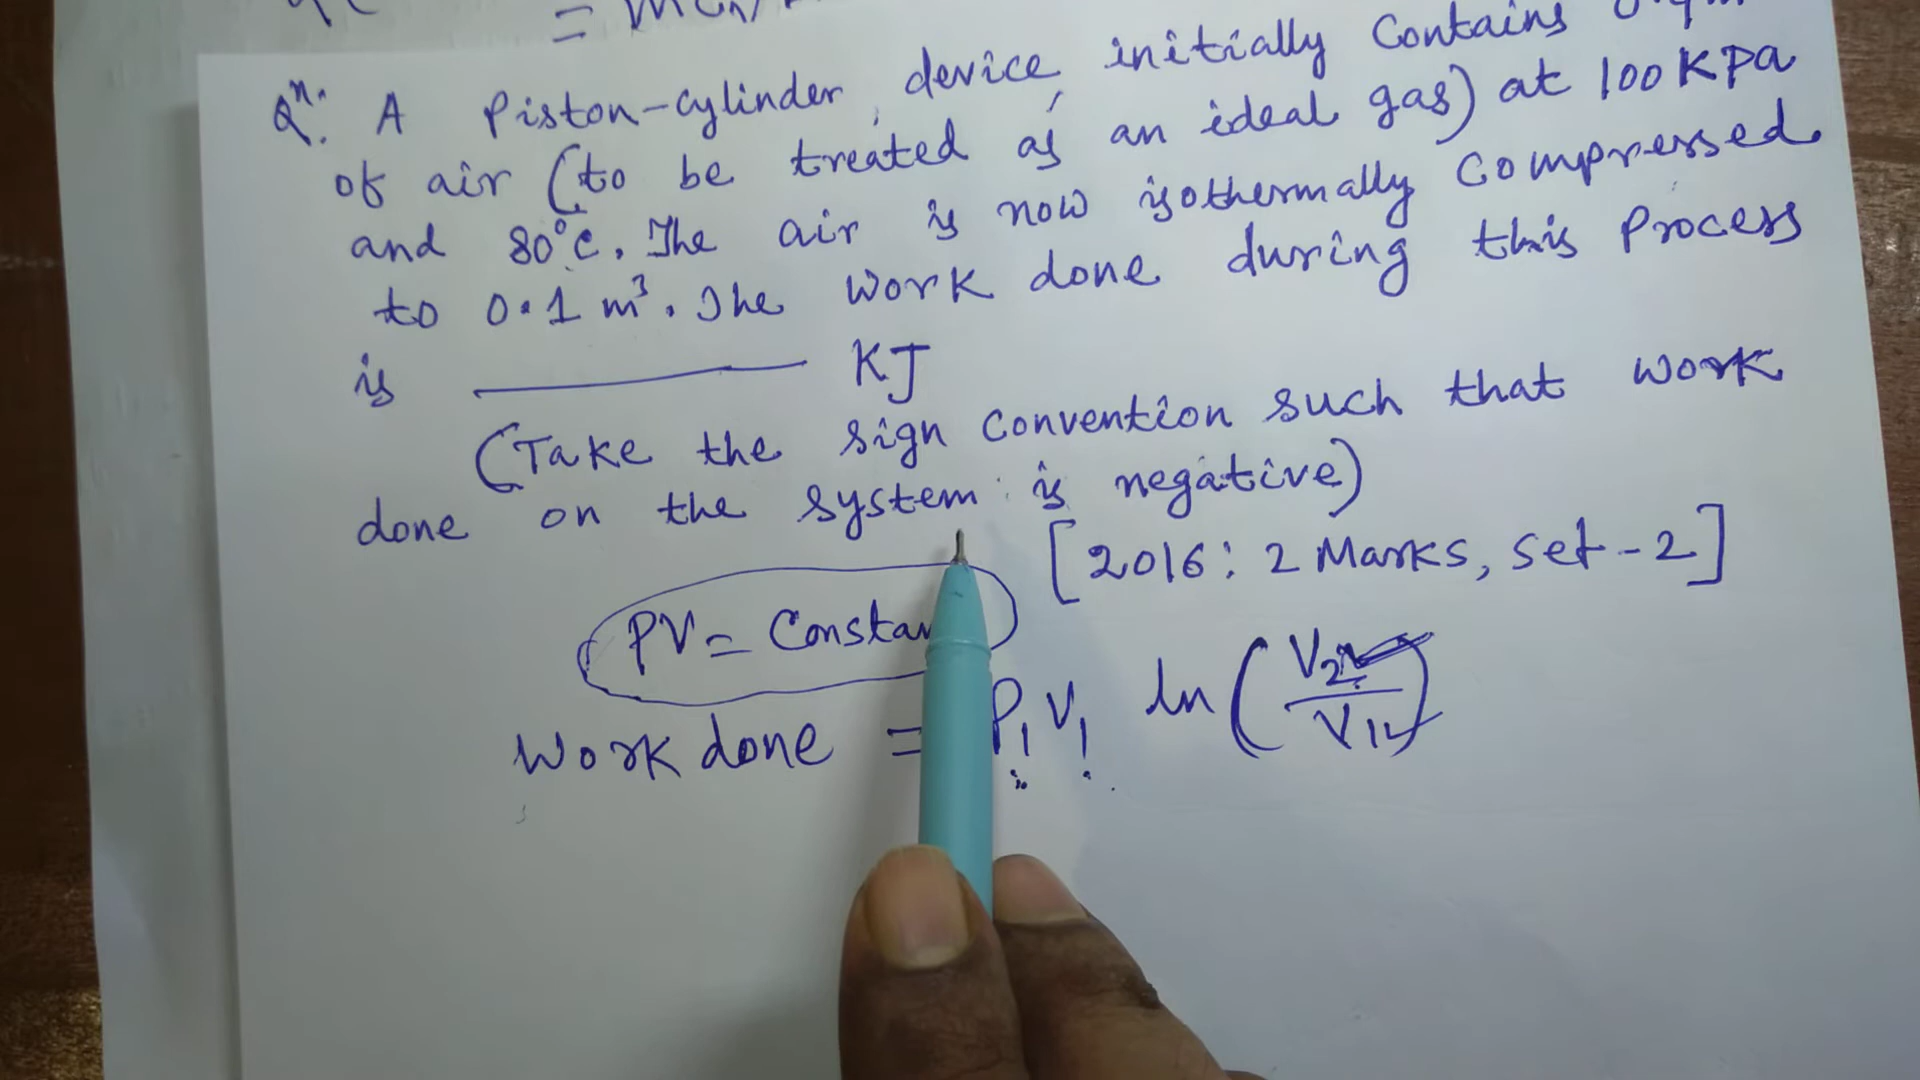 Qn: A Piston-cylinder device initially contains
of air (to be treated as an ideal gas) at 100 KPa
and 80°C. The air is now isothermally compressed
to 0.1 m³. The work done during this process
is ——— KJ
(Take the sign convention such that work
done on the system is negative)
[2016: 2 Marks, set-2]
PV = Constan
Work done = P₁V₁ ln(V₂/V₁)